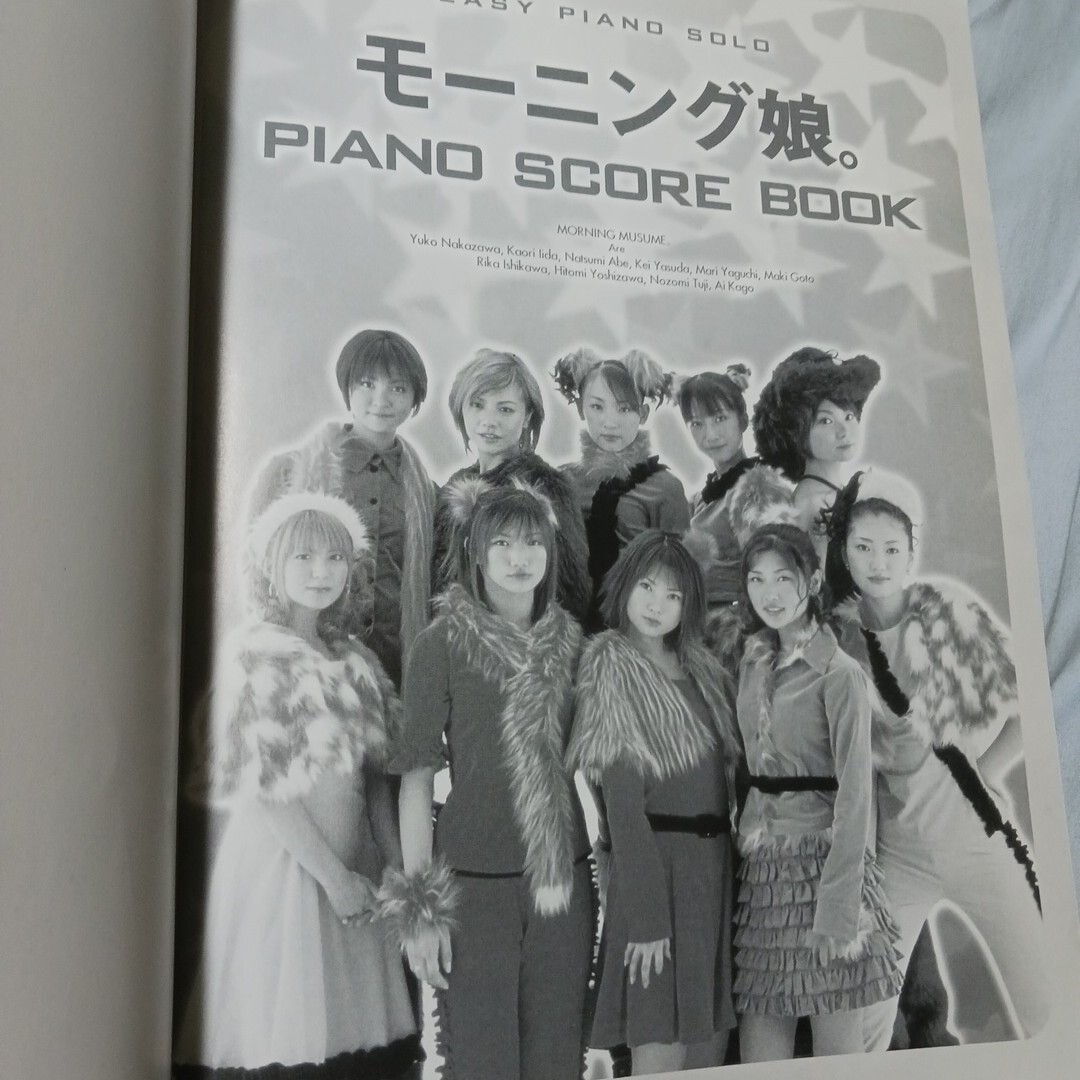 EASY PIANO SOLO
モーニング娘。
PIANO SCORE BOOK
MORNING MUSUME。
Are
Yuko Nakazawa, Kaori Iida, Natsumi Abe, Kei Yasuda, Mari Yaguchi, Maki Goto
Rika Ishikawa, Hitomi Yoshizawa, Nozomi Tuji, Ai Kago